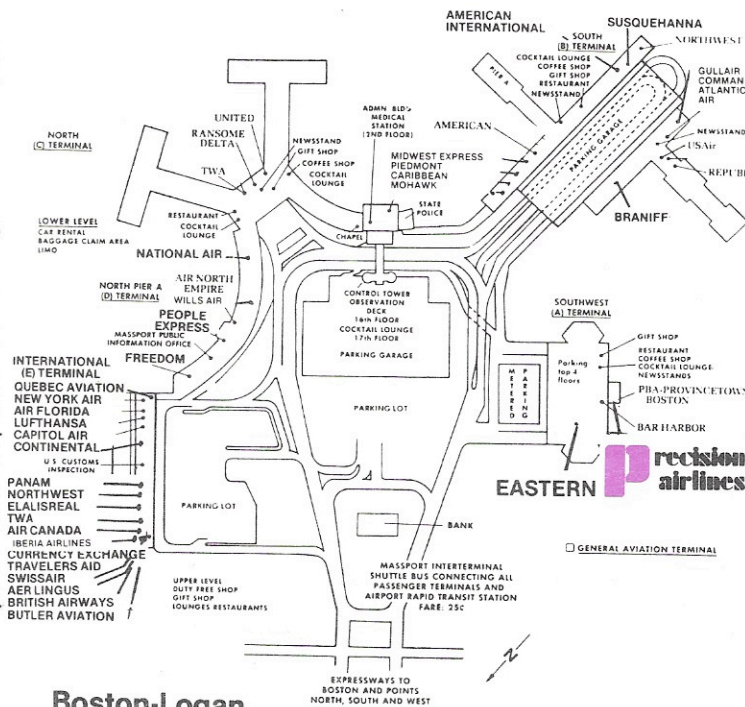 AMERICAN
INTERNATIONAL
SUSQUEHANNA
SOUTH
(B) TERMINAL
NORTHWEST
COCKTAIL LOUNGE
COFFEE SHOP
GIFT SHOP
RESTAURANT
NEWSSTAND
PIER A
GULLAIR
COMMAN
ATLANTIC
AIR
PARKING GARAGE
NEWSSTAND
USAir
REPUB
BRANIFF
AMERICAN
ADMN. BLD'G
MEDICAL
STATION
(2ND FLOOR)
MIDWEST EXPRESS
PIEDMONT
CARIBBEAN
MOHAWK
STATE
POLICE
CHAPEL
UNITED
RANSOME
DELTA
NEWSSTAND
GIFT SHOP
COFFEE SHOP
COCKTAIL
LOUNGE
NORTH
(C) TERMINAL
TWA
RESTAURANT
COCKTAIL
LOUNGE
LOWER LEVEL
CAR RENTAL
BAGGAGE CLAIM AREA
LIMO
NATIONAL AIR
AIR NORTH
EMPIRE
WILLS AIR
NORTH PIER A
(D) TERMINAL
PEOPLE
EXPRESS
MASSPORT PUBLIC
INFORMATION OFFICE
FREEDOM
CONTROL TOWER
OBSERVATION
DECK
16th FLOOR
COCKTAIL LOUNGE
17th FLOOR
PARKING GARAGE
PARKING LOT
SOUTHWEST
(A) TERMINAL
METERED
PARKING
Parking
top 4
floors
GIFT SHOP
RESTAURANT
COFFEE SHOP
COCKTAIL LOUNGE
NEWSSTANDS
PBA-PROVINCETOWN
BOSTON
BAR HARBOR
EASTERN
Precision
airlines
GENERAL AVIATION TERMINAL
INTERNATIONAL
(E) TERMINAL
QUEBEC AVIATION
NEW YORK AIR
AIR FLORIDA
LUFTHANSA
CAPITOL AIR
CONTINENTAL
U.S. CUSTOMS
INSPECTION
PANAM
NORTHWEST
ELALISREAL
TWA
AIR CANADA
IBERIA AIRLINES
CURRENCY EXCHANGE
TRAVELERS AID
SWISSAIR
AER LINGUS
BRITISH AIRWAYS
BUTLER AVIATION
PARKING LOT
UPPER LEVEL
DUTY FREE SHOP
GIFT SHOP
LOUNGES RESTAURANTS
BANK
MASSPORT INTERTERMINAL
SHUTTLE BUS CONNECTING ALL
PASSENGER TERMINALS AND
AIRPORT RAPID TRANSIT STATION
FARE: 25¢
N
EXPRESSWAYS TO
BOSTON AND POINTS
NORTH, SOUTH AND WEST
Boston-Logan